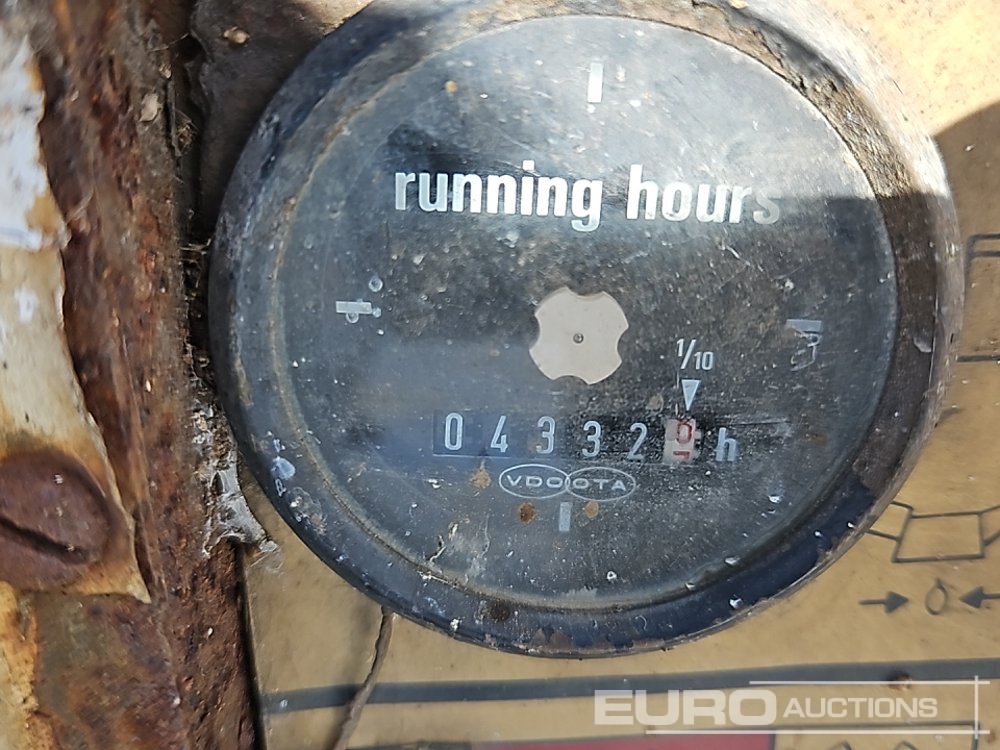 running hours
1/10
04332 h
VDO OTA
EURO AUCTIONS